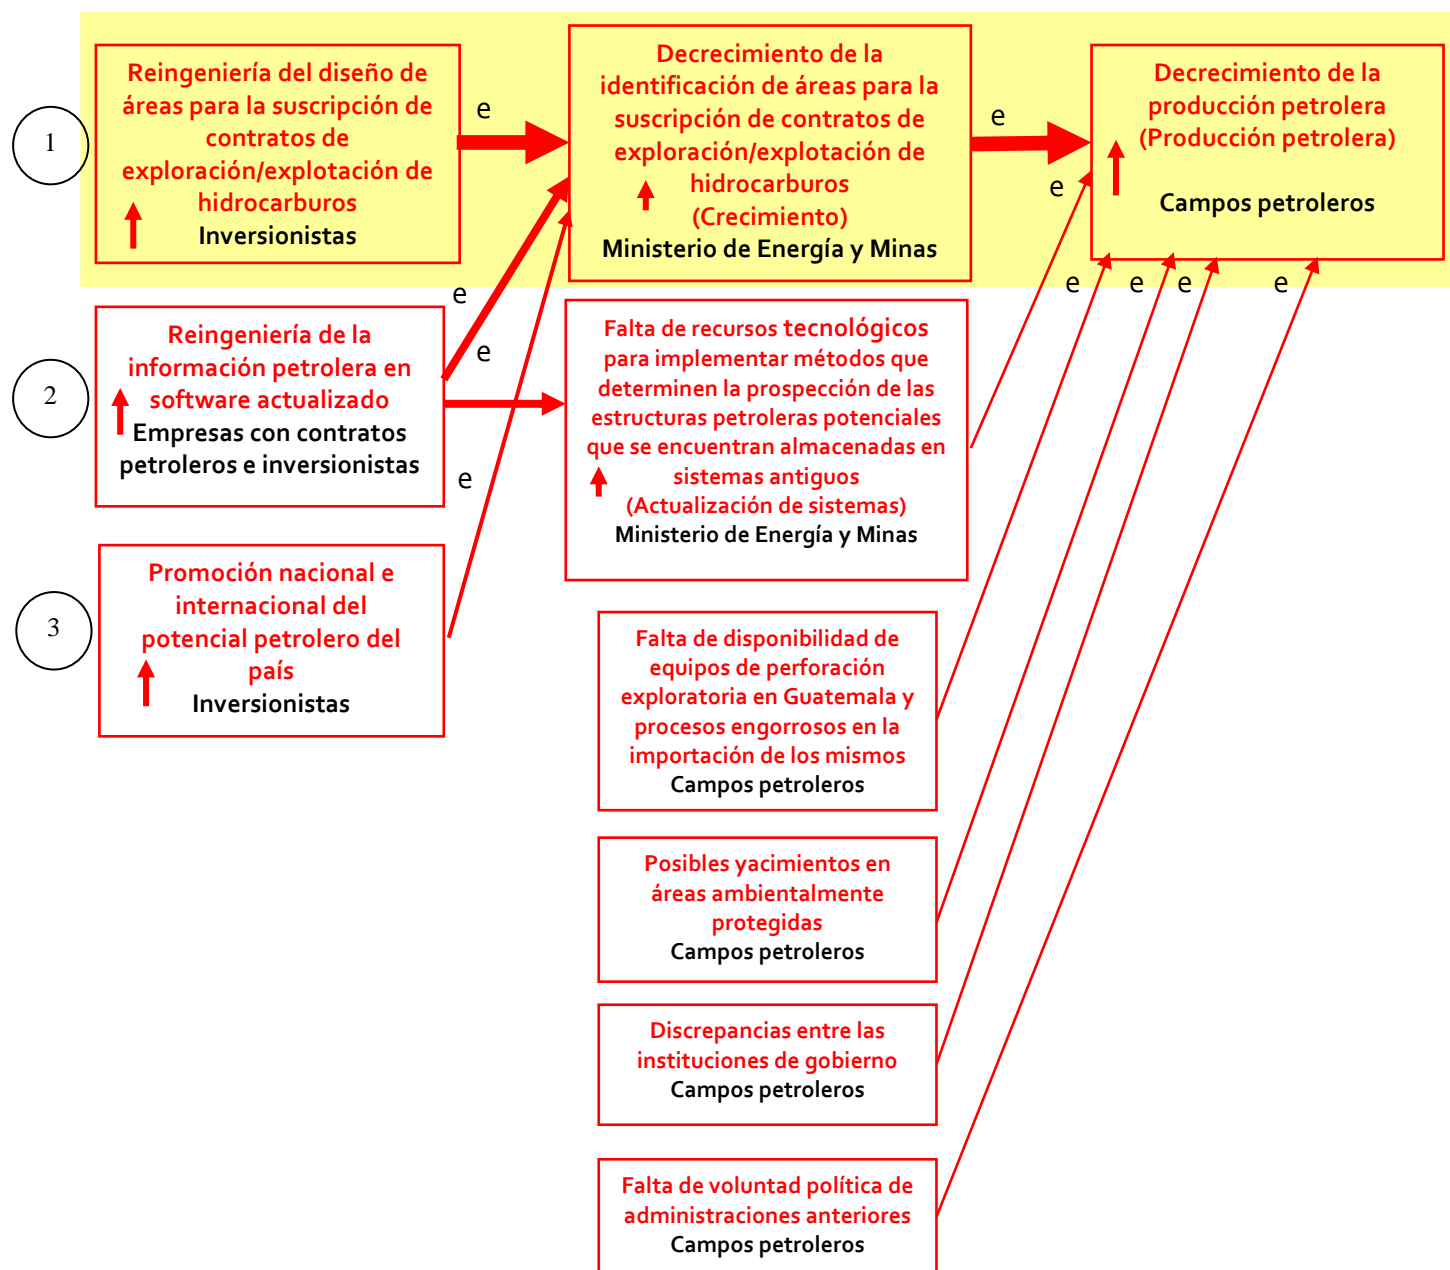 1
Reingeniería del diseño de
áreas para la suscripción de
contratos de
exploración/explotación de
hidrocarburos
Inversionistas
e
Decrecimiento de la
identificación de áreas para la
suscripción de contratos de
exploración/explotación de
hidrocarburos
(Crecimiento)
Ministerio de Energía y Minas
e
Decrecimiento de la
producción petrolera
(Producción petrolera)
Campos petroleros
e
e
e
e
e
2
Reingeniería de la
información petrolera en
software actualizado
Empresas con contratos
petroleros e inversionistas
e
e
e
Falta de recursos tecnológicos
para implementar métodos que
determinen la prospección de las
estructuras petroleras potenciales
que se encuentran almacenadas en
sistemas antiguos
(Actualización de sistemas)
Ministerio de Energía y Minas
3
Promoción nacional e
internacional del
potencial petrolero del
país
Inversionistas
Falta de disponibilidad de
equipos de perforación
exploratoria en Guatemala y
procesos engorrosos en la
importación de los mismos
Campos petroleros
Posibles yacimientos en
áreas ambientalmente
protegidas
Campos petroleros
Discrepancias entre las
instituciones de gobierno
Campos petroleros
Falta de voluntad política de
administraciones anteriores
Campos petroleros